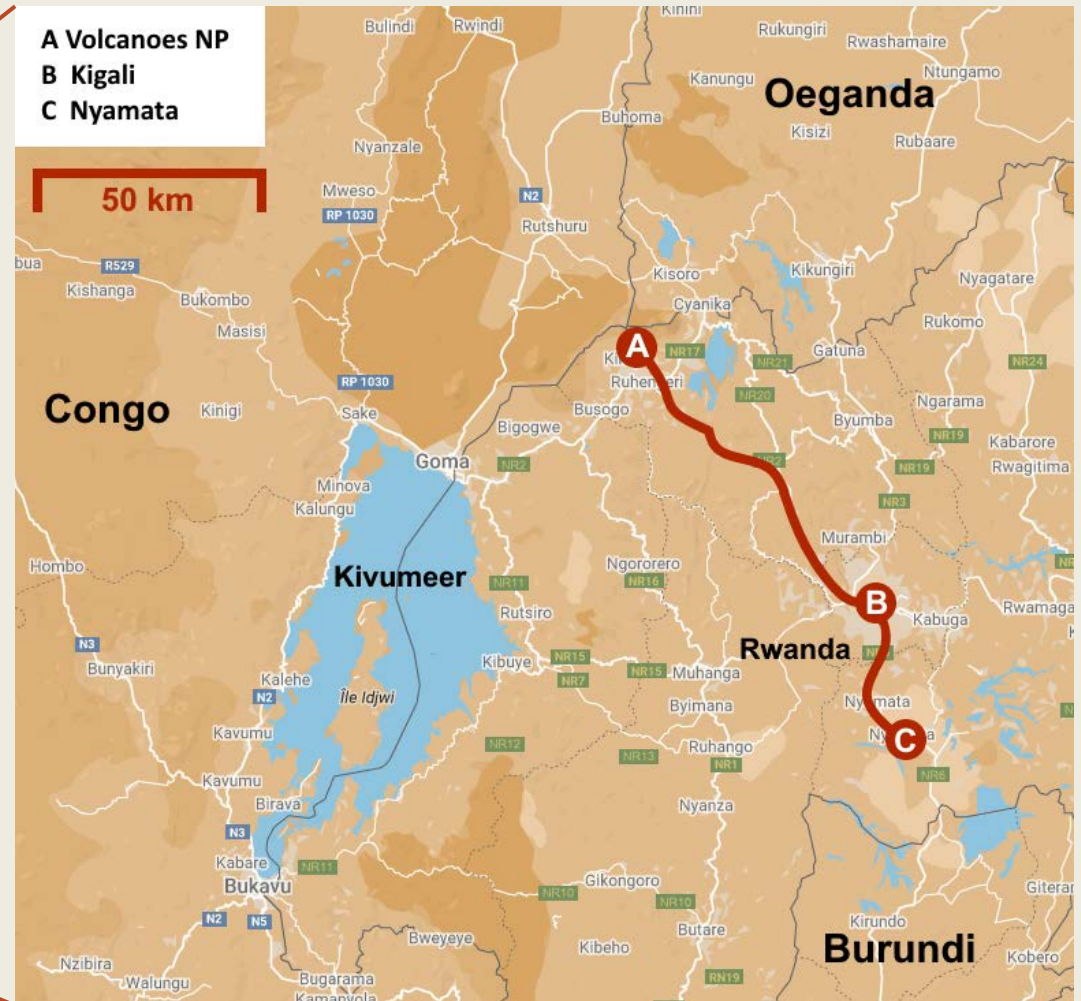 A Volcanoes NP
B Kigali
C Nyamata
50 km
Kinini
Bulindi
Rwindi
Rukungiri
Rwashamaire
Kanungu
Ntungamo
Oeganda
Buhoma
Kisizi
Rubaare
Nyanzale
Mweso
N2
RP 1030
Rutshuru
bua
R529
Kishanga
Bukombo
Kisoro
Kikungiri
Nyagatare
Cyanika
Masisi
Rukomo
A
NR17
Gatuna
NR21
NR24
RP 1030
Ruhengeri
NR20
Congo
Kinigi
Sake
Busogo
Ngarama
Bigogwe
Byumba
NR19
Kabarore
Goma
NR2
NR2
NR19
Rwagitima
Minova
Kalungu
NR3
Murambi
Hombo
Ngororero
Kivumeer
NR11
NR16
B
Rwamaga
Rutsiro
Kabuga
N3
Rwanda
Bunyakiri
Kibuye
NR15
NR15
Muhanga
Kalehe
NR7
N2
Île Idjwi
Byimana
Nyamata
Kavumu
C
NR12
Ruhango
NR13
NR1
NR6
Kavumu
Birava
Nyanza
N3
Kabare
NR11
Bukavu
Gikongoro
NR10
NR10
Giteran
N2
N5
Kirundo
Butare
Bweyeye
Kibeho
Burundi
Kobero
Nzibira
Walungu
Bugarama
RN19
Kamanyola